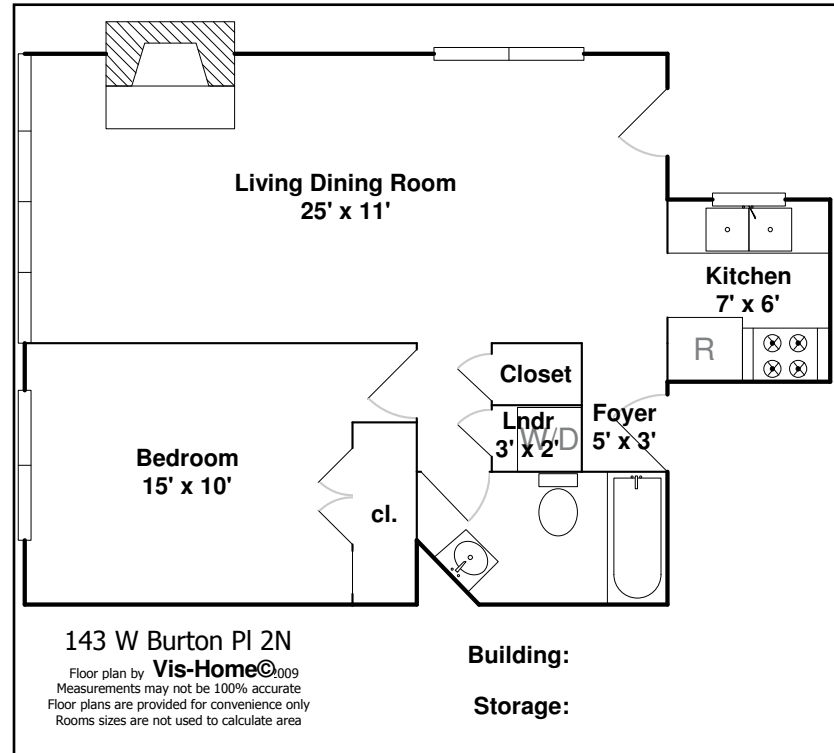 Living Dining Room
25' x 11'
Kitchen
7' x 6'
R
Closet
Lndr
3' x 2'
W/D
Foyer
5' x 3'
Bedroom
15' x 10'
cl.
143 W Burton Pl 2N
Floor plan by Vis-Home© 2009
Measurements may not be 100% accurate
Floor plans are provided for convenience only
Rooms sizes are not used to calculate area
Building:
Storage: